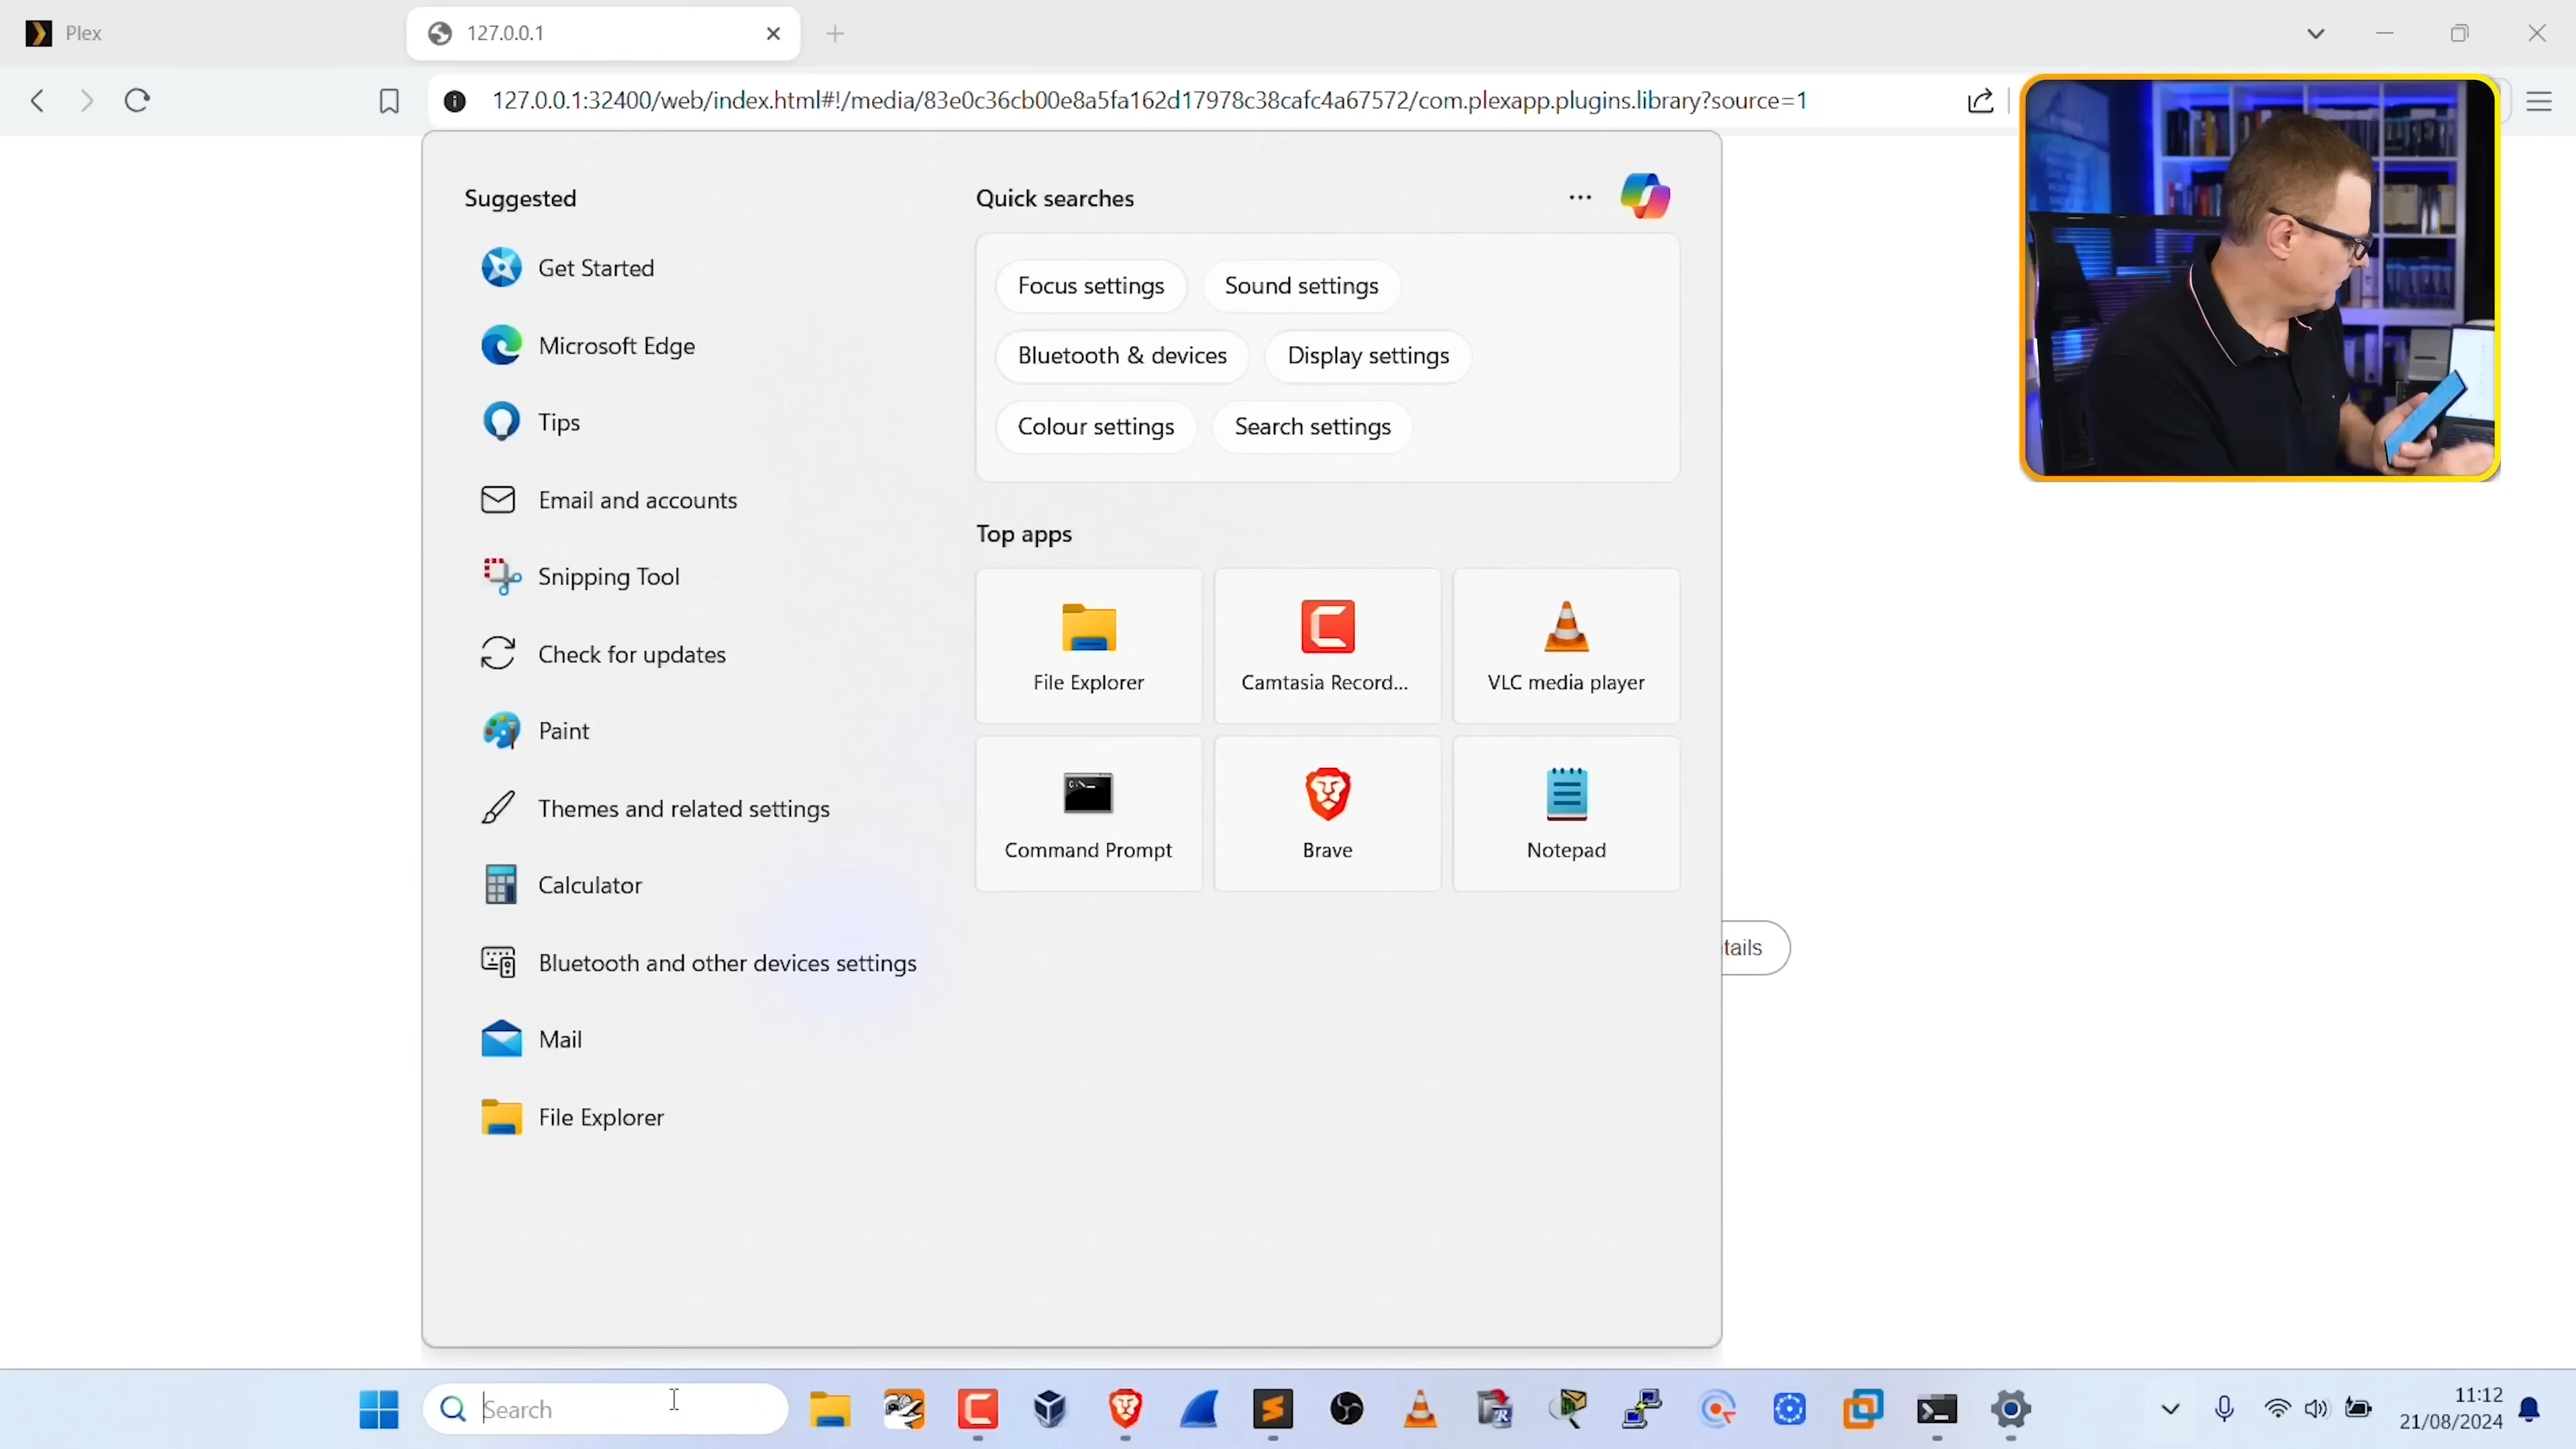 Plex
127.0.0.1
127.0.0.1:32400/web/index.html#!/media/83e0c36cb00e8a5fa162d17978c38cafc4a67572/com.plexapp.plugins.library?source=1
Suggested
Get Started
Microsoft Edge
Tips
Email and accounts
Snipping Tool
Check for updates
Paint
Themes and related settings
Calculator
Bluetooth and other devices settings
Mail
File Explorer
Quick searches
Focus settings
Sound settings
Bluetooth & devices
Display settings
Colour settings
Search settings
Top apps
File Explorer
Camtasia Record...
VLC media player
Command Prompt
Brave
Notepad
tails
Search
11:12
21/08/2024